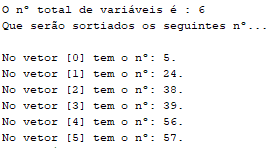 O nº total de variáveis é : 6
Que serão sortiados os seguintes nº...
No vetor [0] tem o nº: 5.
No vetor [1] tem o nº: 24.
No vetor [2] tem o nº: 38.
No vetor [3] tem o nº: 39.
No vetor [4] tem o nº: 56.
No vetor [5] tem o nº: 57.